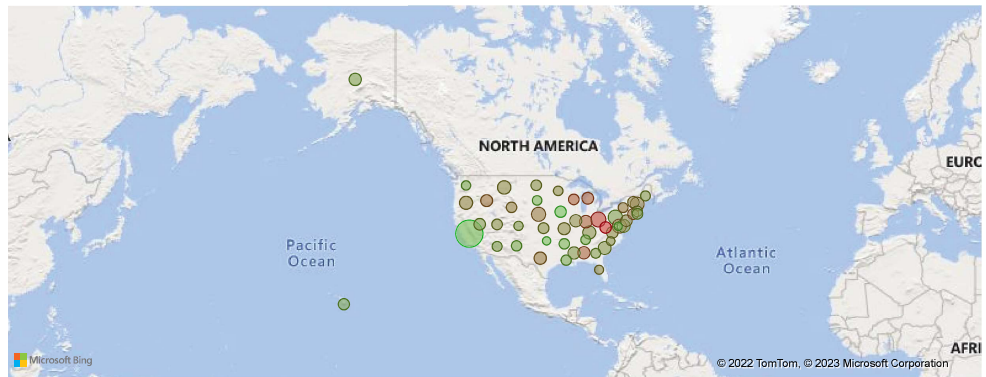 NORTH AMERICA
EURO
Pacific
Ocean
Atlantic
Ocean
AFRI
Microsoft Bing
© 2022 TomTom, © 2023 Microsoft Corporation